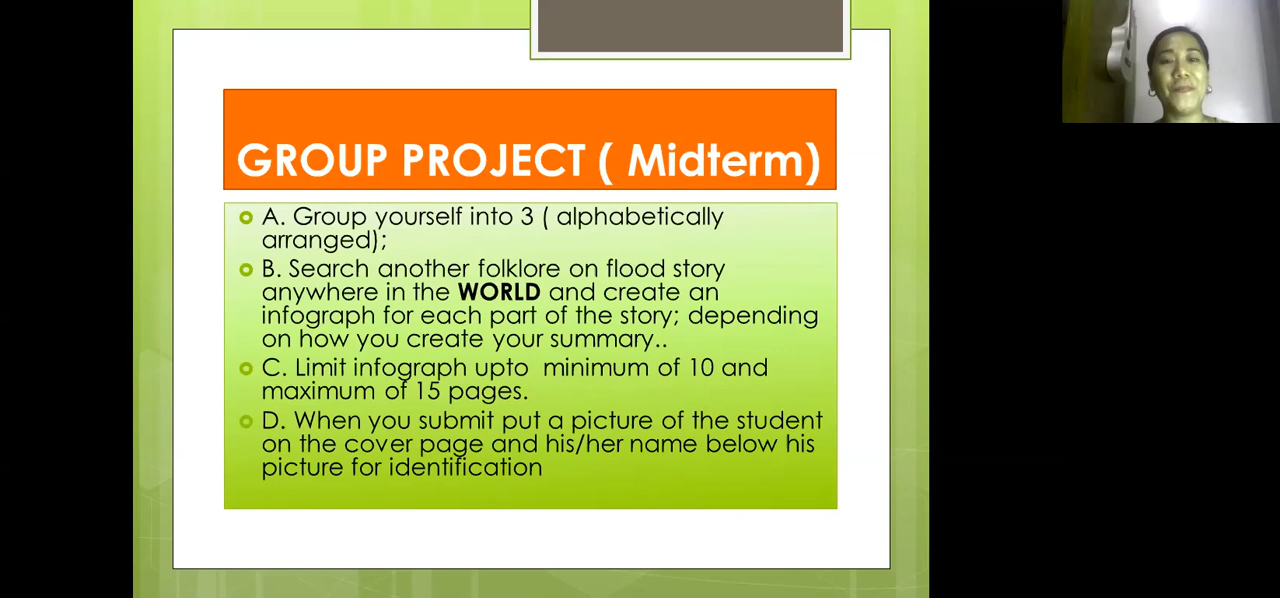 GROUP PROJECT ( Midterm)
A. Group yourself into 3 ( alphabetically
arranged);
B. Search another folklore on flood story
anywhere in the WORLD and create an
infograph for each part of the story; depending
on how you create your summary..
C. Limit infograph upto  minimum of 10 and
maximum of 15 pages.
D. When you submit put a picture of the student
on the cover page and his/her name below his
picture for identification